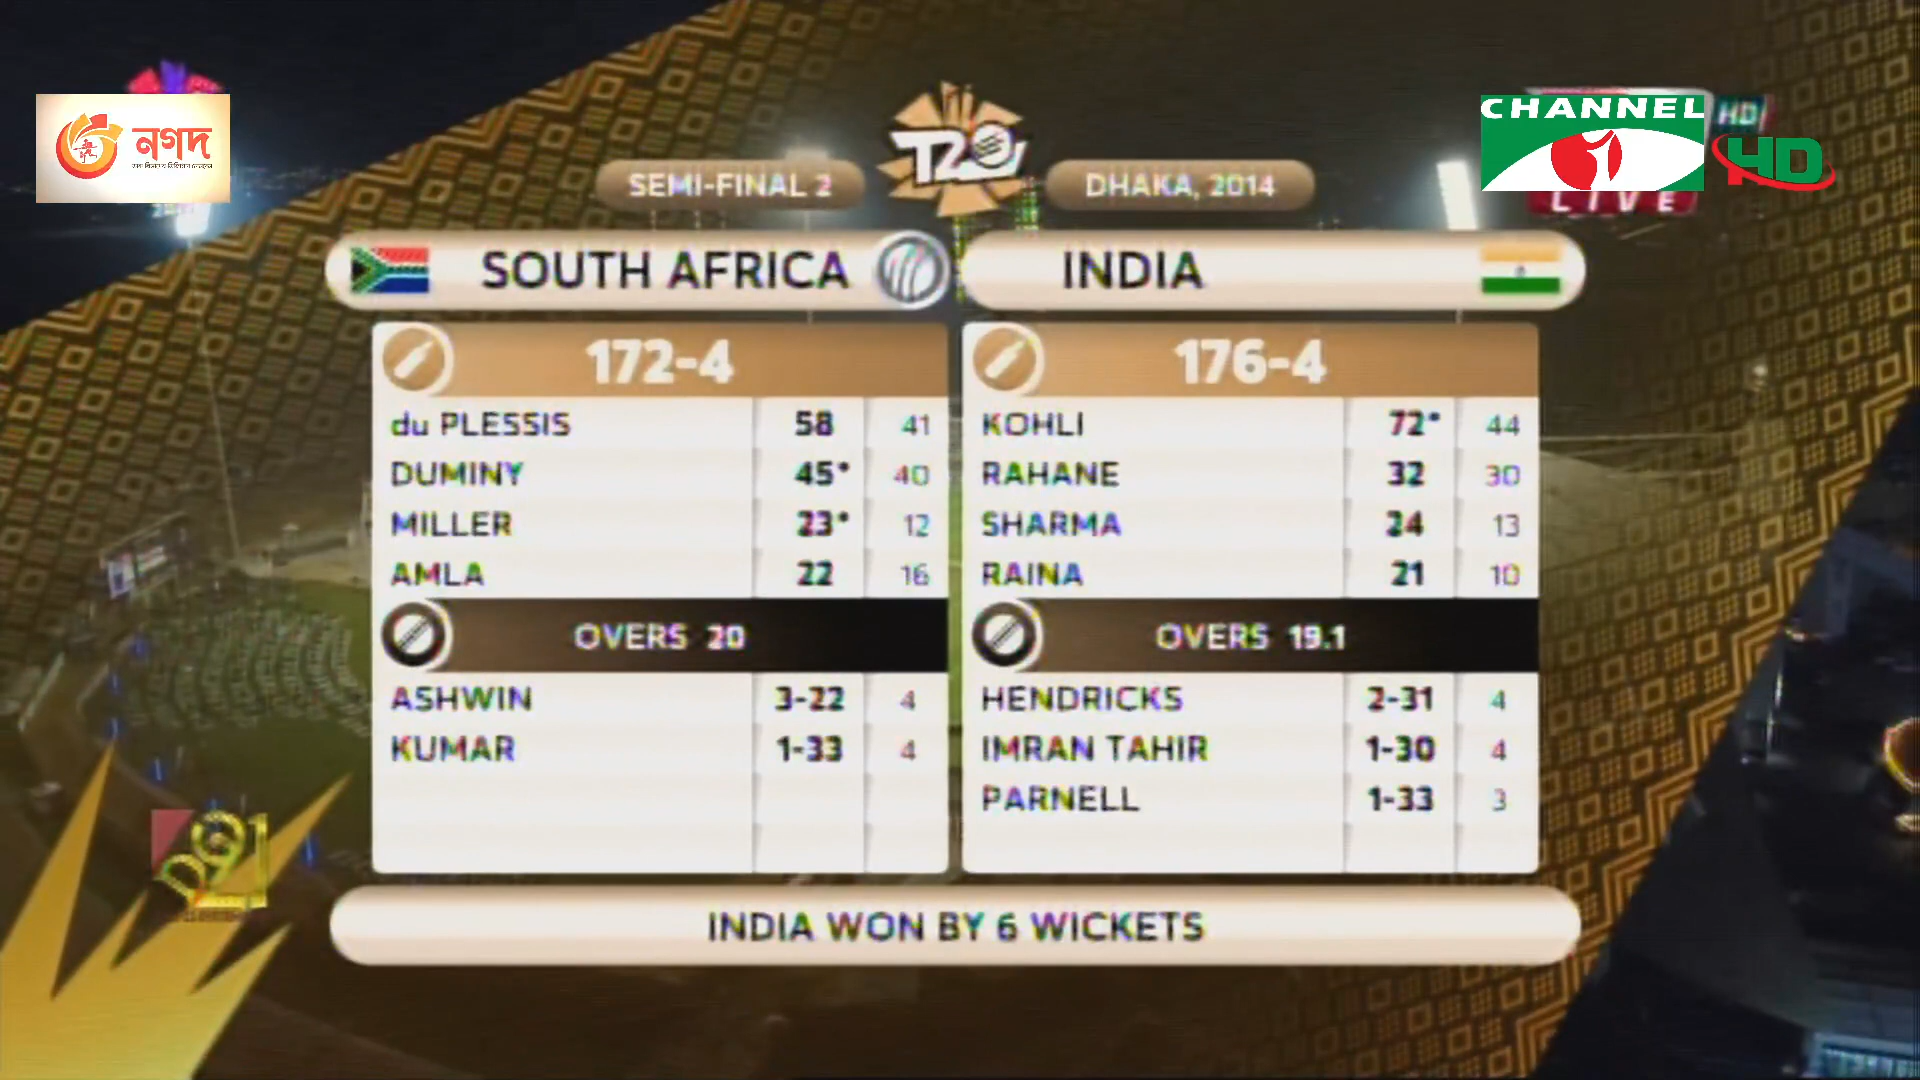 নগদ
CHANNEL
HD
HD
LIVE
T20
SEMI-FINAL 2
DHAKA, 2014
SOUTH AFRICA
INDIA
172-4
176-4
du PLESSIS 58 41
KOHLI 72* 44
DUMINY 45* 40
RAHANE 32 30
MILLER 23* 12
SHARMA 24 13
AMLA 22 16
RAINA 21 10
OVERS 20
OVERS 19.1
ASHWIN 3-22 4
HENDRICKS 2-31 4
KUMAR 1-33 4
IMRAN TAHIR 1-30 4
PARNELL 1-33 3
INDIA WON BY 6 WICKETS